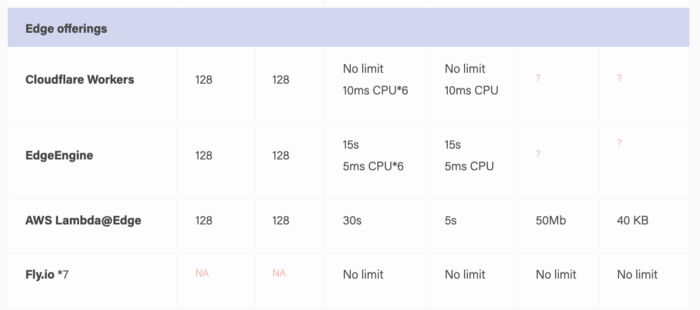 Edge offerings
Cloudflare Workers 128 128 No limit No limit ? ?
10ms CPU*6 10ms CPU
EdgeEngine 128 128 15s 15s ? ?
5ms CPU*6 5ms CPU
AWS Lambda@Edge 128 128 30s 5s 50Mb 40 KB
Fly.io *7 NA NA No limit No limit No limit No limit